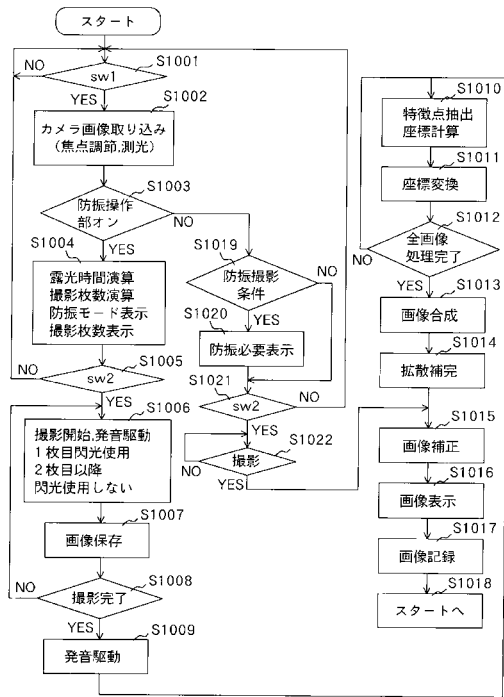 スタート
S1001
sw1
NO
YES
S1002
カメラ画像取り込み
(焦点調節,測光)
S1003
防振操作
部オン
NO
YES
S1004
露光時間演算
撮影枚数演算
防振モード表示
撮影枚数表示
S1005
sw2
NO
YES
S1006
撮影開始,発音駆動
1枚目閃光使用
2枚目以降
閃光使用しない
S1007
画像保存
S1008
撮影完了
NO
YES
S1009
発音駆動
S1019
防振撮影
条件
NO
YES
S1020
防振必要表示
S1021
sw2
NO
YES
S1022
撮影
NO
YES
S1010
特徴点抽出
座標計算
S1011
座標変換
S1012
全画像
処理完了
NO
YES
S1013
画像合成
S1014
拡散補完
S1015
画像補正
S1016
画像表示
S1017
画像記録
S1018
スタートへ